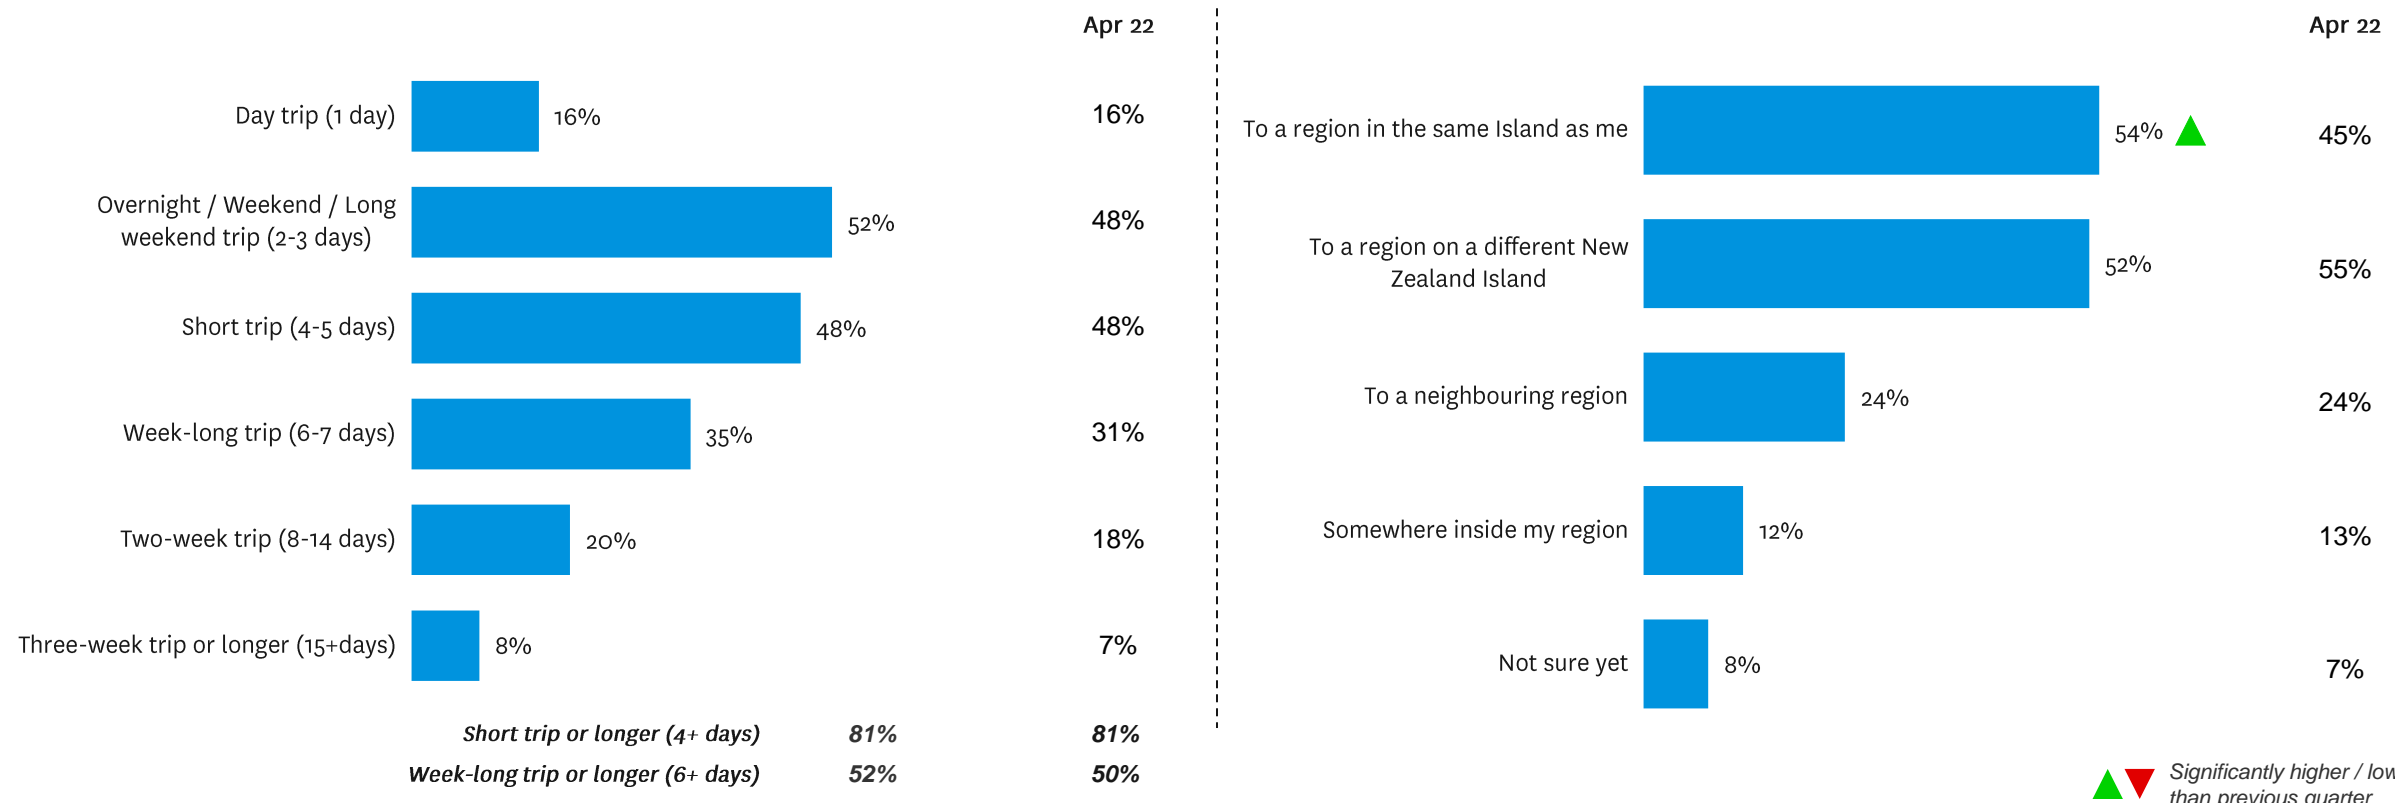 Apr 22
Day trip (1 day)
16%
16%
Overnight / Weekend / Long
weekend trip (2-3 days)
52%
48%
Short trip (4-5 days)
48%
48%
Week-long trip (6-7 days)
35%
31%
Two-week trip (8-14 days)
20%
18%
Three-week trip or longer (15+days)
8%
7%
Short trip or longer (4+ days)
81%
81%
Week-long trip or longer (6+ days)
52%
50%
Apr 22
To a region in the same Island as me
54%
45%
To a region on a different New
Zealand Island
52%
55%
To a neighbouring region
24%
24%
Somewhere inside my region
12%
13%
Not sure yet
8%
7%
Significantly higher /
than previous quarter